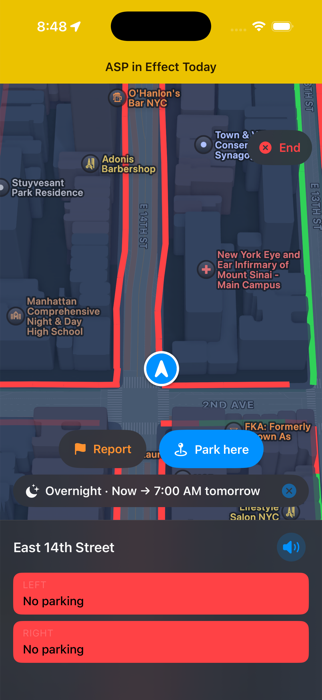 8:48
ASP in Effect Today
O'Hanlon's
Bar NYC
Adonis
Barbershop
Town &
Conser
Synago
End
Stuyvesant
Park Residence
E 14TH ST
E 13TH ST
New York Eye and
Ear Infirmary of
Mount Sinai -
Main Campus
Manhattan
Comprehensive
Night & Day
High School
2ND AVE
FKA: Formerly
own As
Report
Park here
Overnight · Now → 7:00 AM tomorrow
Lifestyle
Salon NYC
East 14th Street
LEFT
No parking
RIGHT
No parking